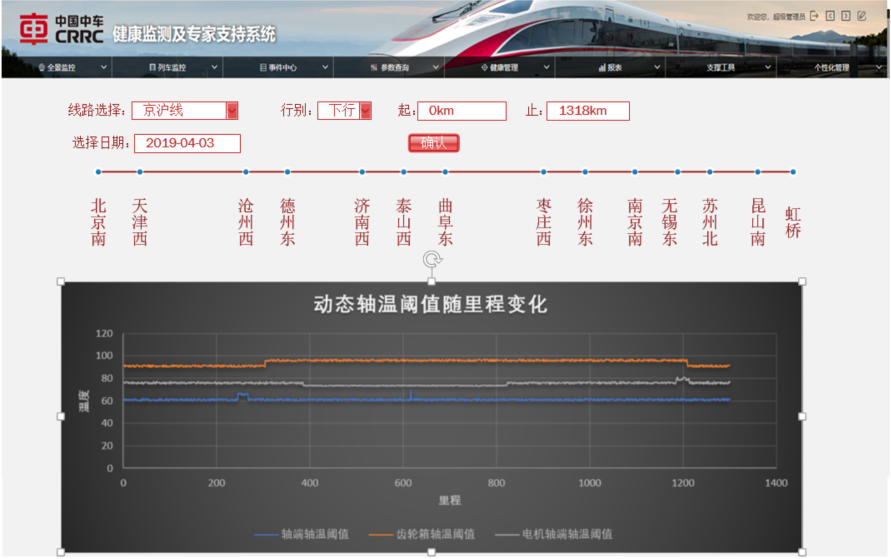 中国中车
CRRC 健康监测及专家支持系统
欢迎您，超级管理员
全景监控 列车监控 事件中心 参数查询 健康管理 报表 支撑工具 个性化管理
线路选择： 京沪线 行别： 下行 起： 0km 止： 1318km
选择日期： 2019-04-03 确认
北京南 天津西 沧州西 德州东 济南西 泰山西 曲阜东 枣庄西 徐州东 南京南 无锡东 苏州北 昆山南 虹桥
动态轴温阈值随里程变化
120
100
80
60
40
20
0
温度
0 200 400 600 800 1000 1200 1400
里程
轴端轴温阈值 齿轮箱轴温阈值 电机轴端轴温阈值